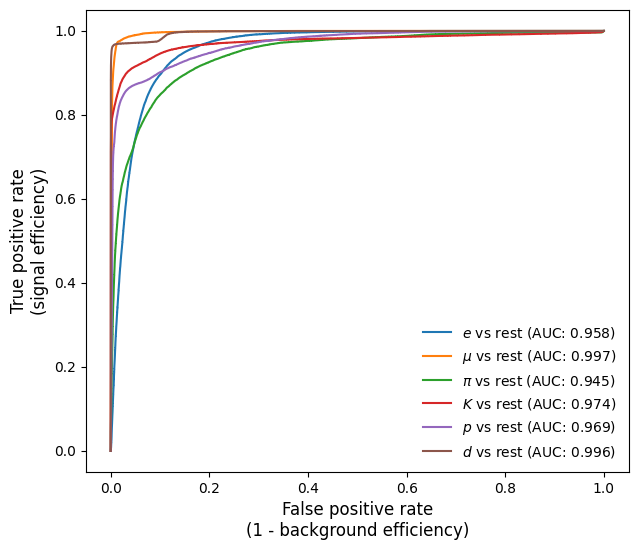 1.0
0.8
0.6
0.4
0.2
0.0
True positive rate
(signal efficiency)
e vs rest (AUC: 0.958)
μ vs rest (AUC: 0.997)
π vs rest (AUC: 0.945)
K vs rest (AUC: 0.974)
p vs rest (AUC: 0.969)
d vs rest (AUC: 0.996)
0.0 0.2 0.4 0.6 0.8 1.0
False positive rate
(1 - background efficiency)